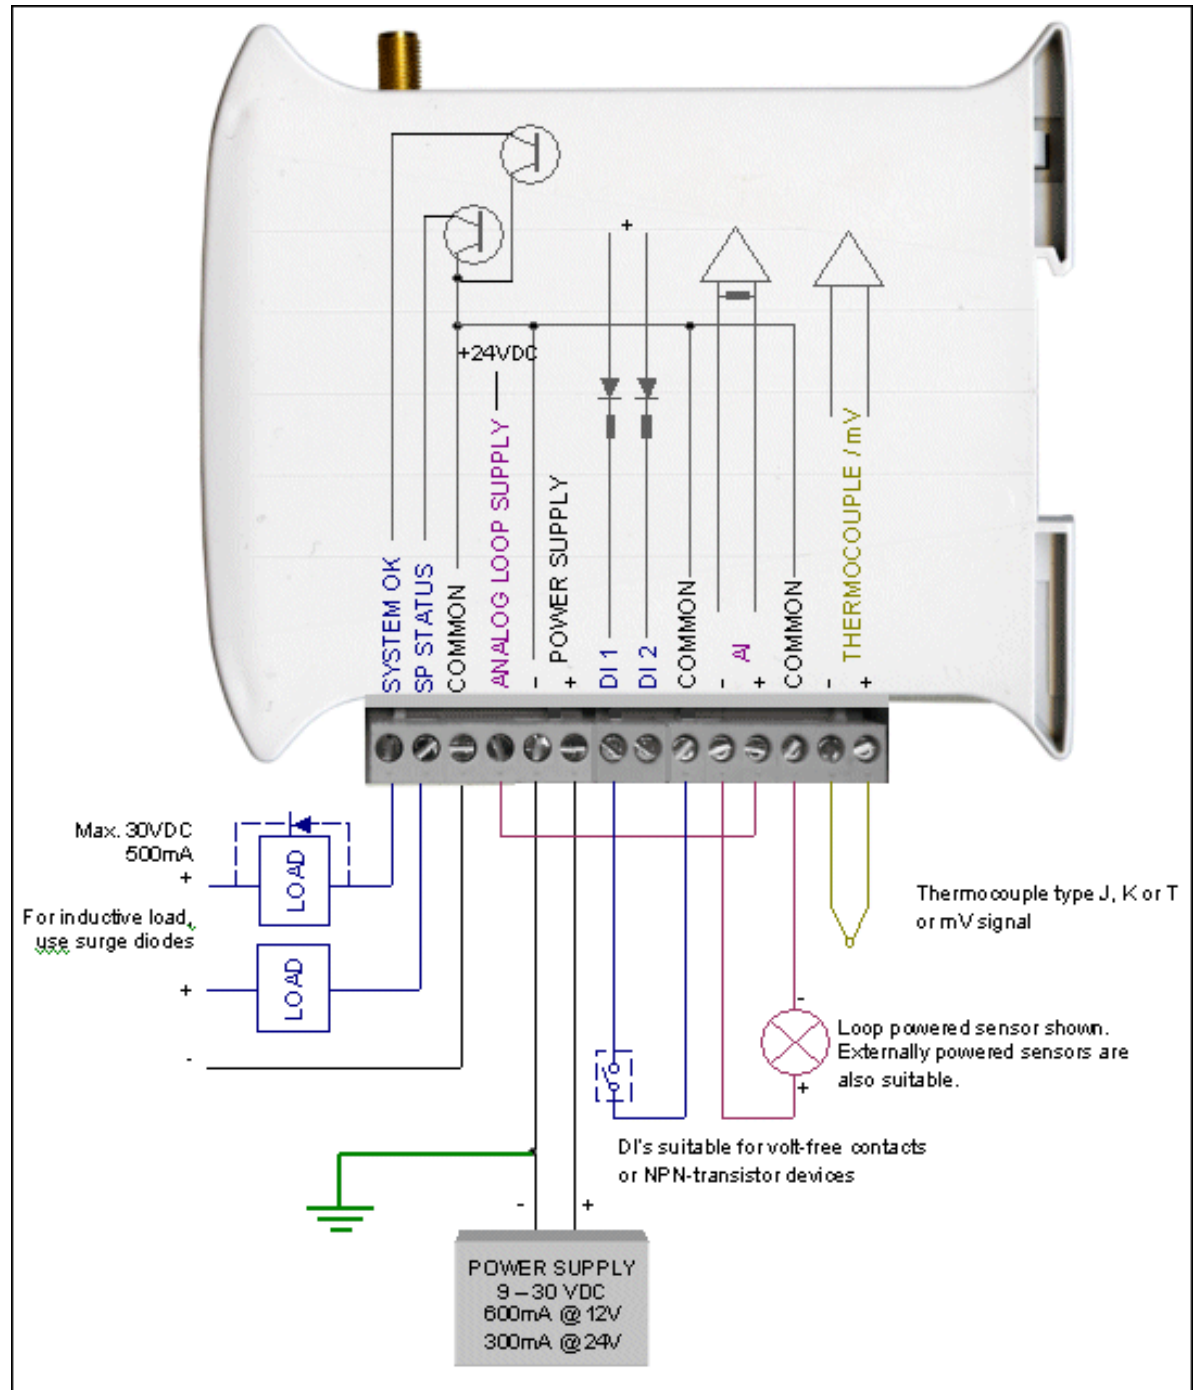 +
+24VDC
SYSTEM OK
SP STATUS
COMMON
ANALOG LOOP SUPPLY
- + POWER SUPPLY
DI 1
DI 2
COMMON
- AI +
COMMON
- THERMOCOUPLE / mV +
Max. 30VDC
500mA
+
LOAD
For inductive load,
use surge diodes
+
LOAD
-
Thermocouple type J, K or T
or mV signal
-
Loop powered sensor shown.
Externally powered sensors are
also suitable.
+
DI's suitable for volt-free contacts
or NPN-transistor devices
- +
POWER SUPPLY
9 – 30 VDC
600mA @ 12V
300mA @ 24V